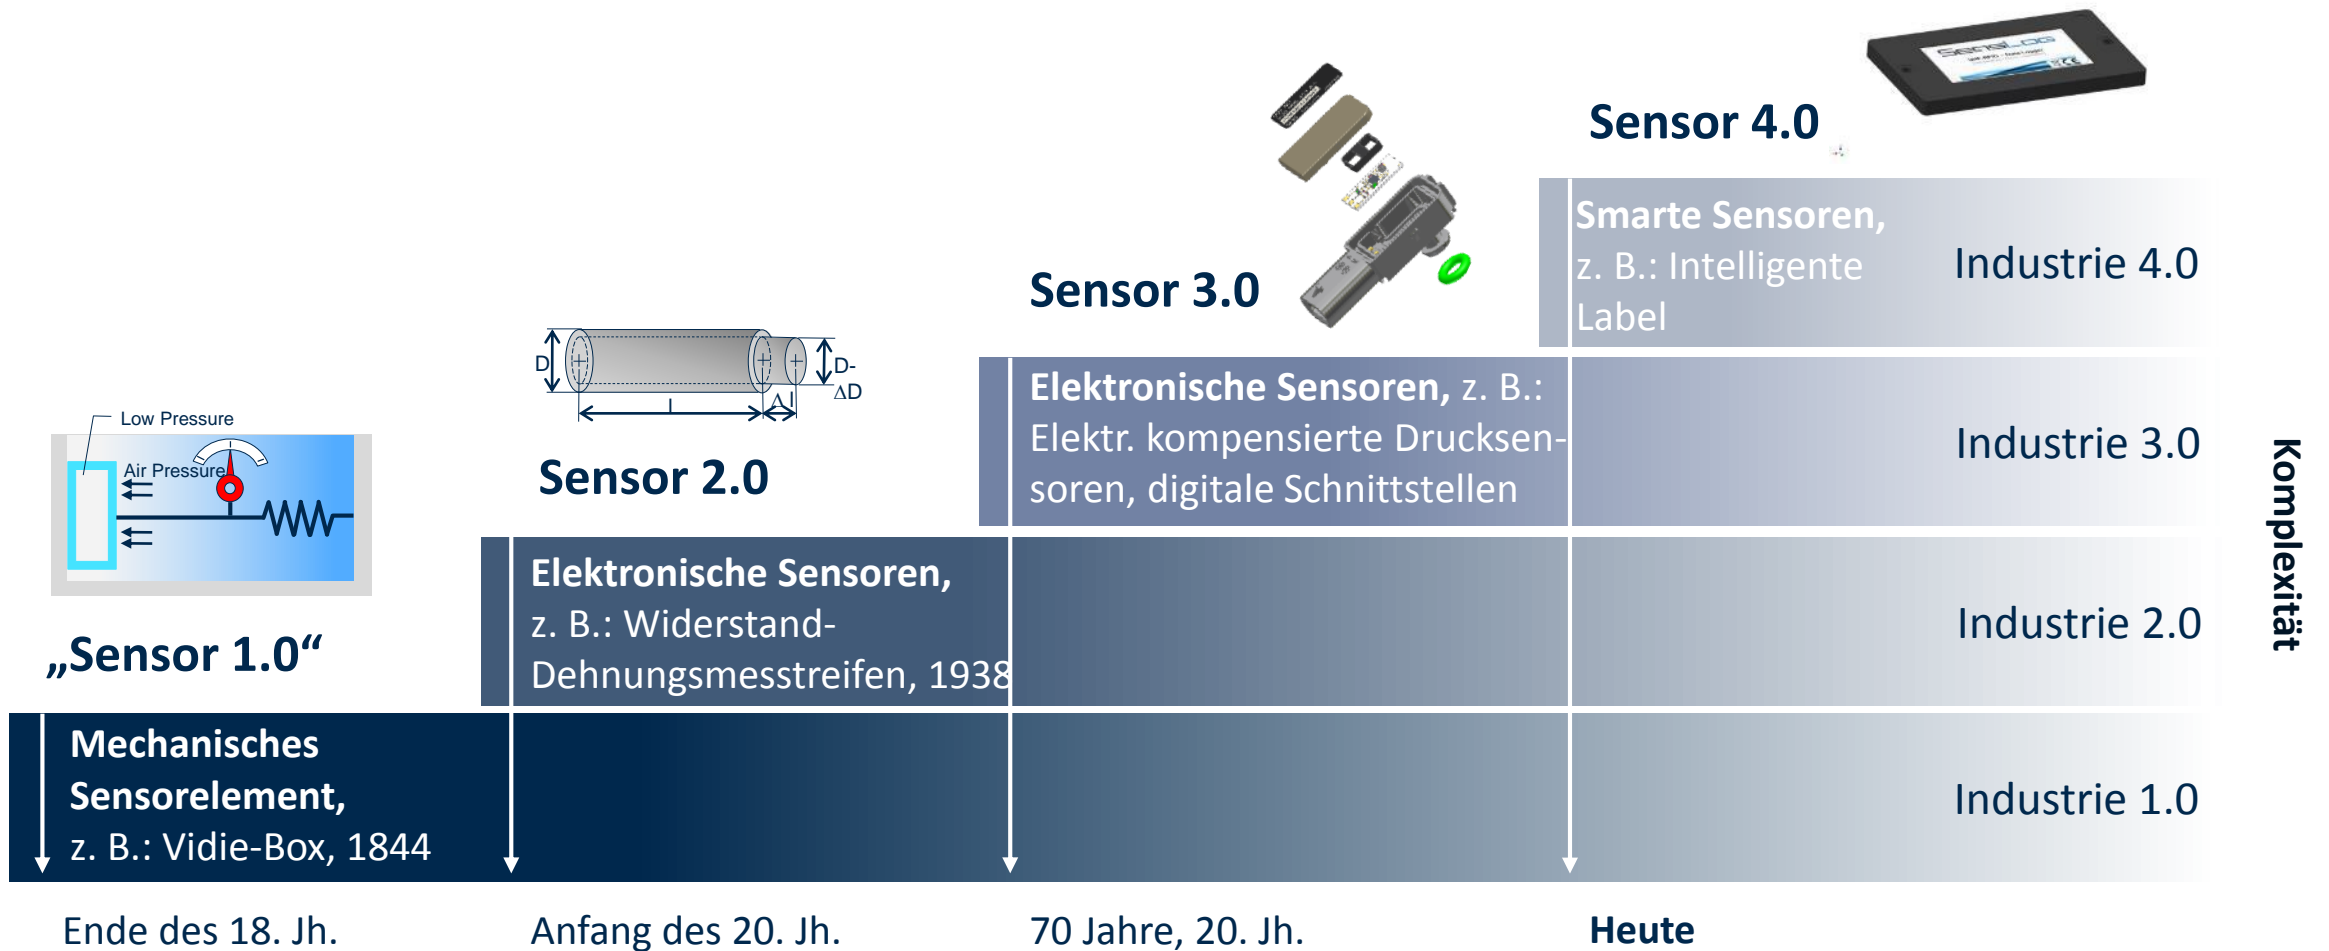 SensLog
Sensor 4.0
Smarte Sensoren,
z. B.: Intelligente
Label
Industrie 4.0
Sensor 3.0
Elektronische Sensoren, z. B.:
Elektr. kompensierte Drucksen-
soren, digitale Schnittstellen
Industrie 3.0
D
l
Δl
D-
ΔD
Sensor 2.0
Elektronische Sensoren,
z. B.: Widerstand-
Dehnungsmesstreifen, 1938
Industrie 2.0
Low Pressure
Air Pressure
„Sensor 1.0“
Mechanisches
Sensorelement,
z. B.: Vidie-Box, 1844
Industrie 1.0
Komplexität
Ende des 18. Jh.
Anfang des 20. Jh.
70 Jahre, 20. Jh.
Heute